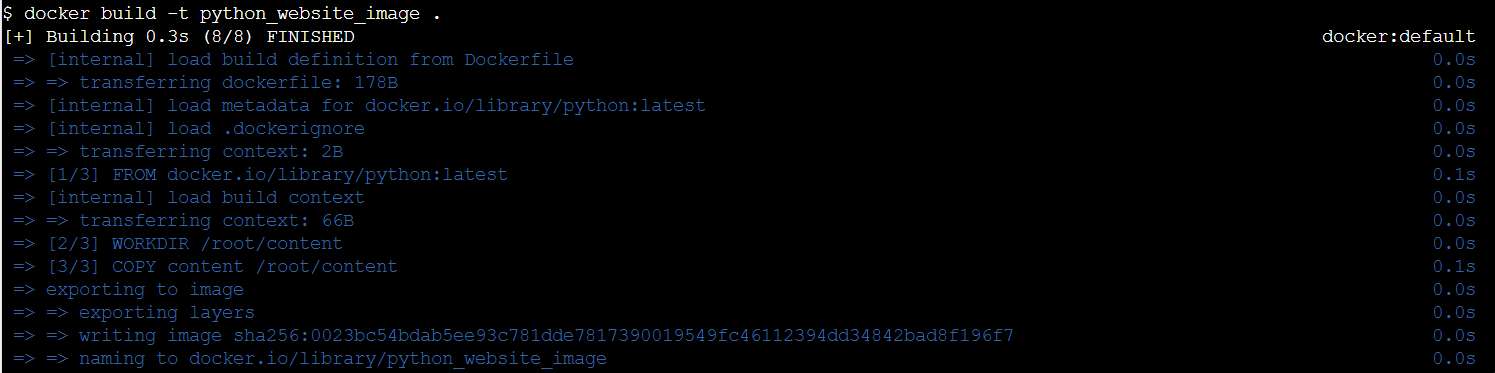 $ docker build -t python_website_image .
[+] Building 0.3s (8/8) FINISHED docker:default
=> [internal] load build definition from Dockerfile 0.0s
=> => transferring dockerfile: 178B 0.0s
=> [internal] load metadata for docker.io/library/python:latest 0.0s
=> [internal] load .dockerignore 0.0s
=> => transferring context: 2B 0.0s
=> [1/3] FROM docker.io/library/python:latest 0.1s
=> [internal] load build context 0.0s
=> => transferring context: 66B 0.0s
=> [2/3] WORKDIR /root/content 0.0s
=> [3/3] COPY content /root/content 0.1s
=> exporting to image 0.0s
=> => exporting layers 0.0s
=> => writing image sha256:0023bc54bdab5ee93c781dde7817390019549fc46112394dd34842bad8f196f7 0.0s
=> => naming to docker.io/library/python_website_image 0.0s